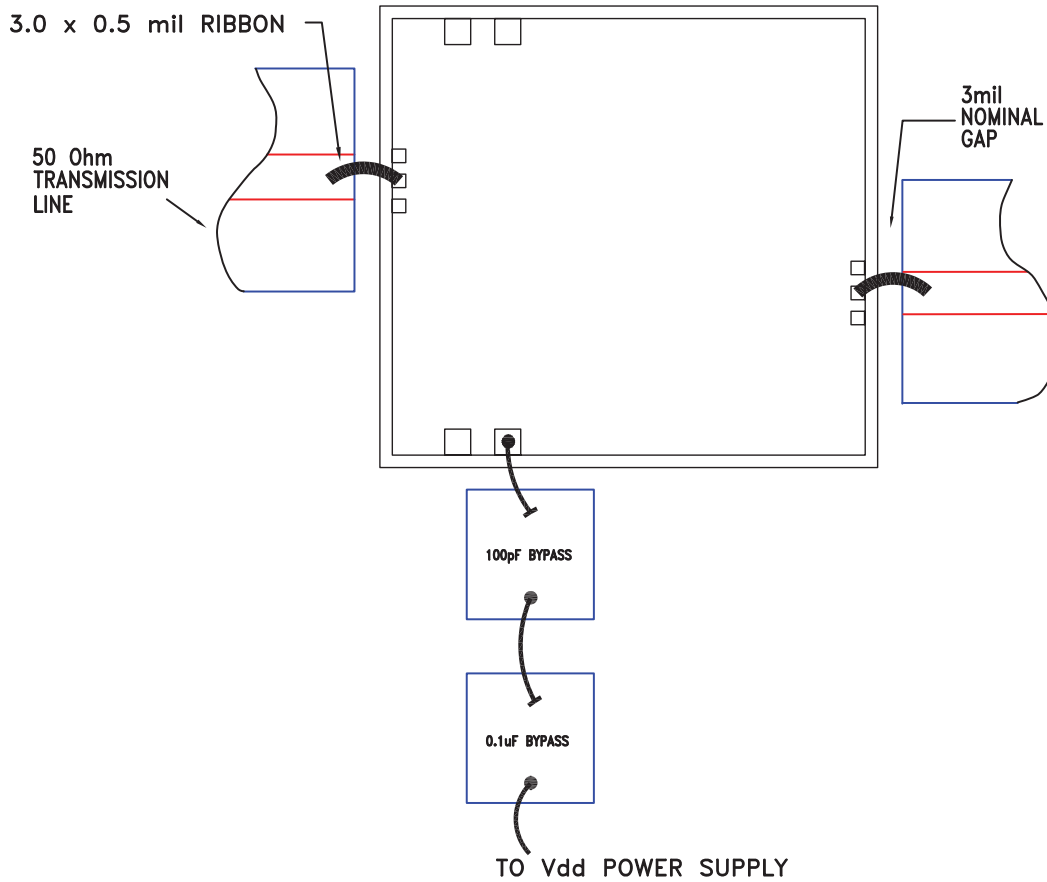 3.0 x 0.5 mil RIBBON
50 Ohm
TRANSMISSION
LINE
3mil
NOMINAL
GAP
100pF BYPASS
0.1uF BYPASS
TO Vdd POWER SUPPLY